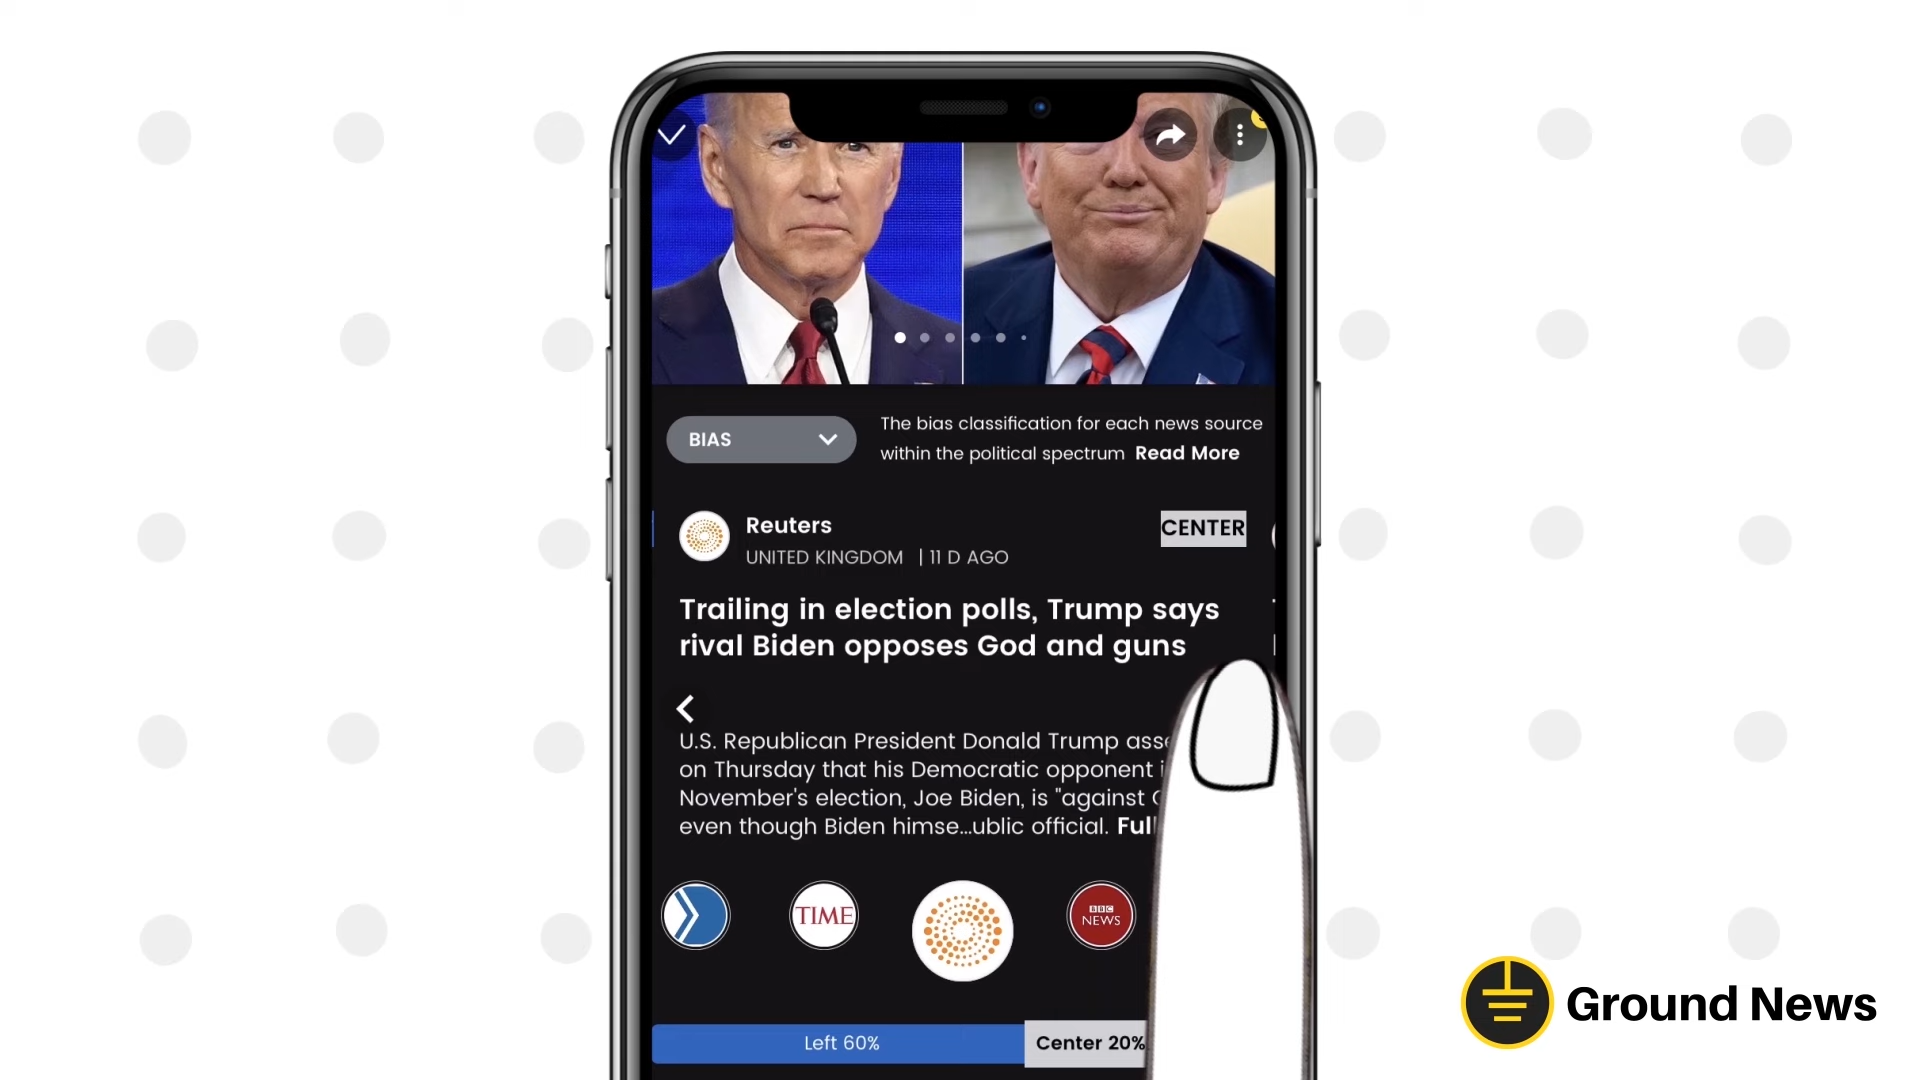 BIAS
The bias classification for each news source
within the political spectrum Read More
Reuters
CENTER
UNITED KINGDOM | 11 D AGO
Trailing in election polls, Trump says
rival Biden opposes God and guns
U.S. Republican President Donald Trump
on Thursday that his Democratic opponent
November's election, Joe Biden, is "against
even though Biden himse...ublic official.
TIME
BBC
NEWS
Left 60%
Center 20%
Ground News